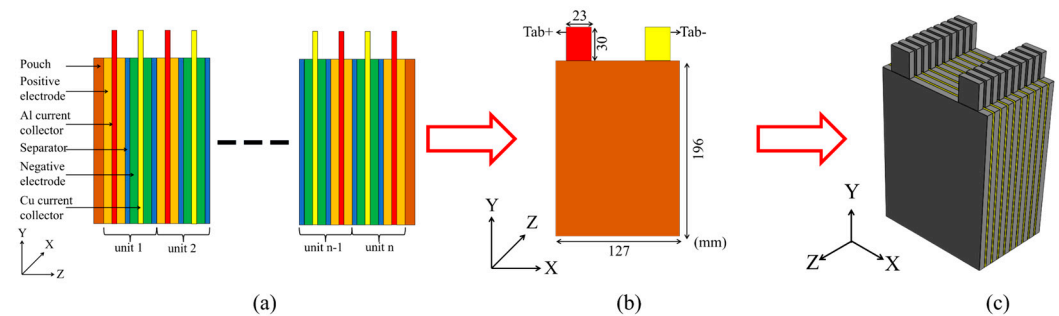 Pouch
Positive
electrode
Al current
collector
Separator
Negative
electrode
Cu current
collector
Y
X
Z
unit 1
unit 2
unit n-1
unit n
(a)
23
Tab+
Tab-
30
196
127
(mm)
Y
Z
X
(b)
Y
Z
X
(c)